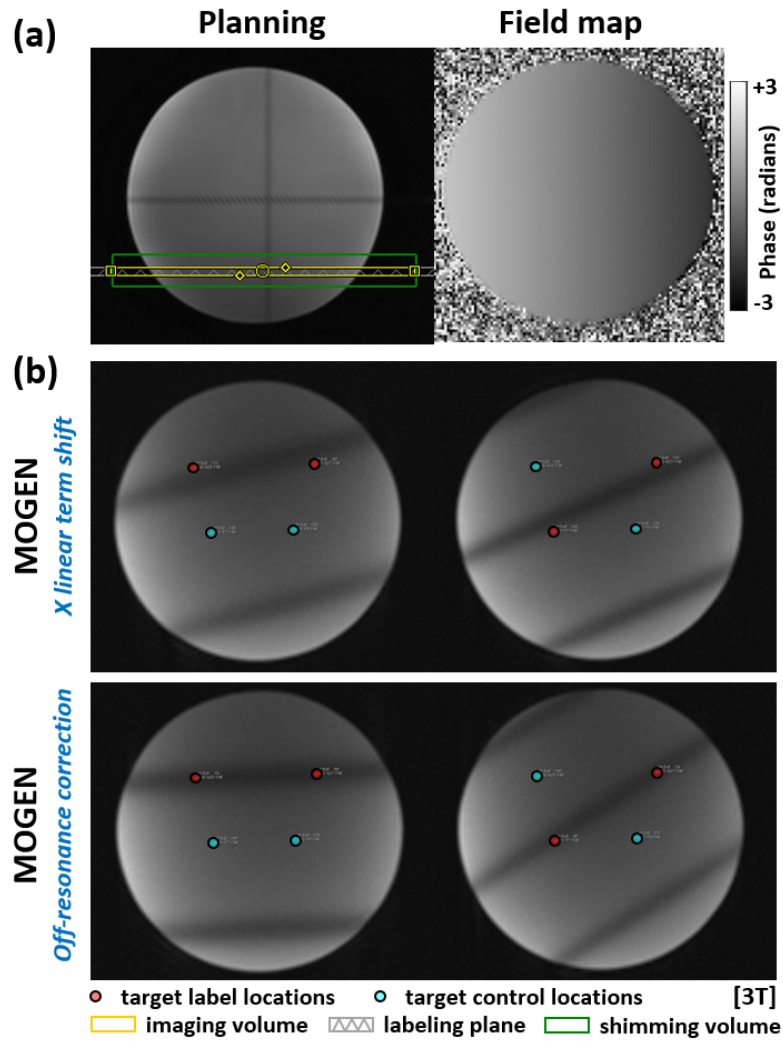 (a)
Planning
Field map
+3
Phase (radians)
-3
(b)
MOGEN
X linear term shift
MOGEN
Off-resonance correction
target label locations
target control locations
[3T]
imaging volume
labeling plane
shimming volume